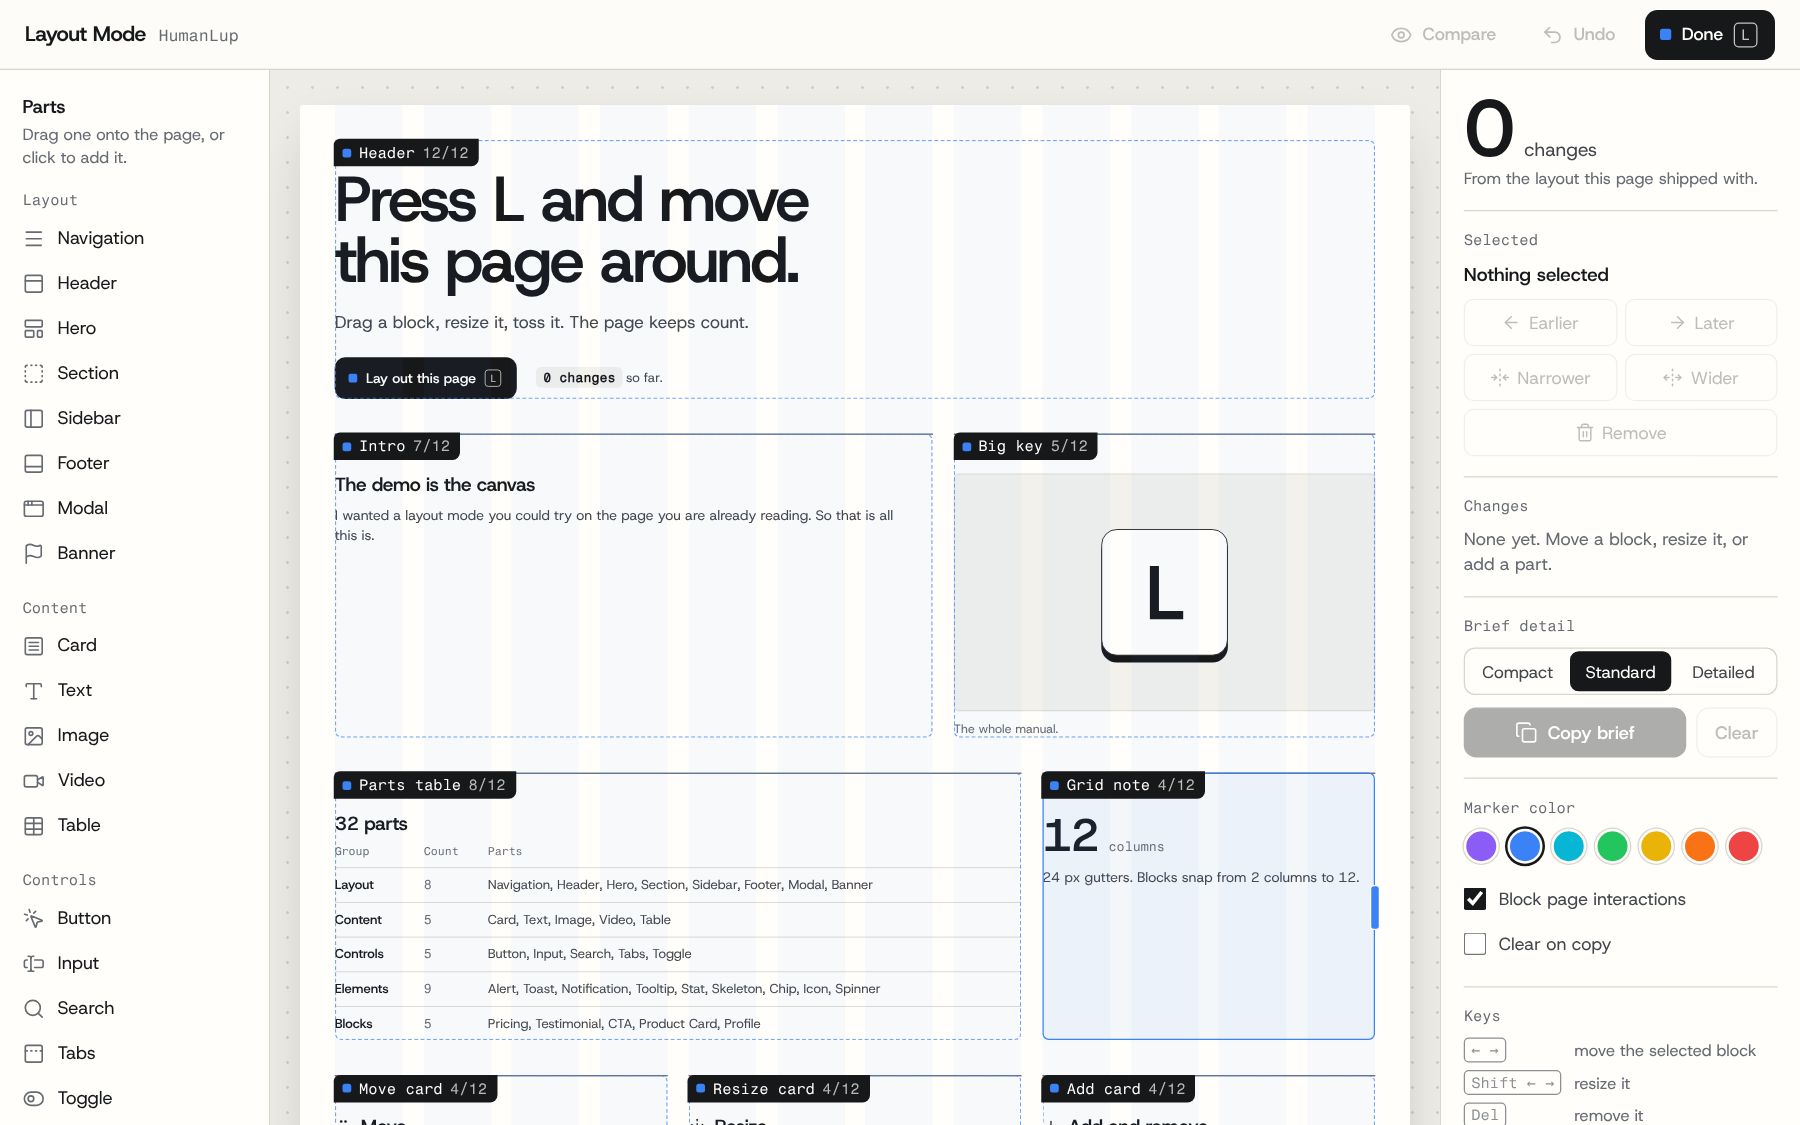 Layout Mode HumanLup
Compare
Undo
Done L
Parts
Drag one onto the page, or
click to add it.
Layout
Navigation
Header
Hero
Section
Sidebar
Footer
Modal
Banner
Content
Card
Text
Image
Video
Table
Controls
Button
Input
Search
Tabs
Toggle
Header 12/12
Press L and move
this page around.
Drag a block, resize it, toss it. The page keeps count.
Lay out this page L
0 changes so far.
Intro 7/12
The demo is the canvas
I wanted a layout mode you could try on the page you are already reading. So that is all
this is.
Big key 5/12
L
The whole manual.
Parts table 8/12
32 parts
Group Count Parts
Layout 8 Navigation, Header, Hero, Section, Sidebar, Footer, Modal, Banner
Content 5 Card, Text, Image, Video, Table
Controls 5 Button, Input, Search, Tabs, Toggle
Elements 9 Alert, Toast, Notification, Tooltip, Stat, Skeleton, Chip, Icon, Spinner
Blocks 5 Pricing, Testimonial, CTA, Product Card, Profile
Grid note 4/12
12 columns
24 px gutters. Blocks snap from 2 columns to 12.
Move card 4/12
Move
Resize card 4/12
Resize
Add card 4/12
Add and remove
0 changes
From the layout this page shipped with.
Selected
Nothing selected
← Earlier
→ Later
Narrower
Wider
Remove
Changes
None yet. Move a block, resize it, or
add a part.
Brief detail
Compact Standard Detailed
Copy brief
Clear
Marker color
Block page interactions
Clear on copy
Keys
← → move the selected block
Shift ← → resize it
Del remove it